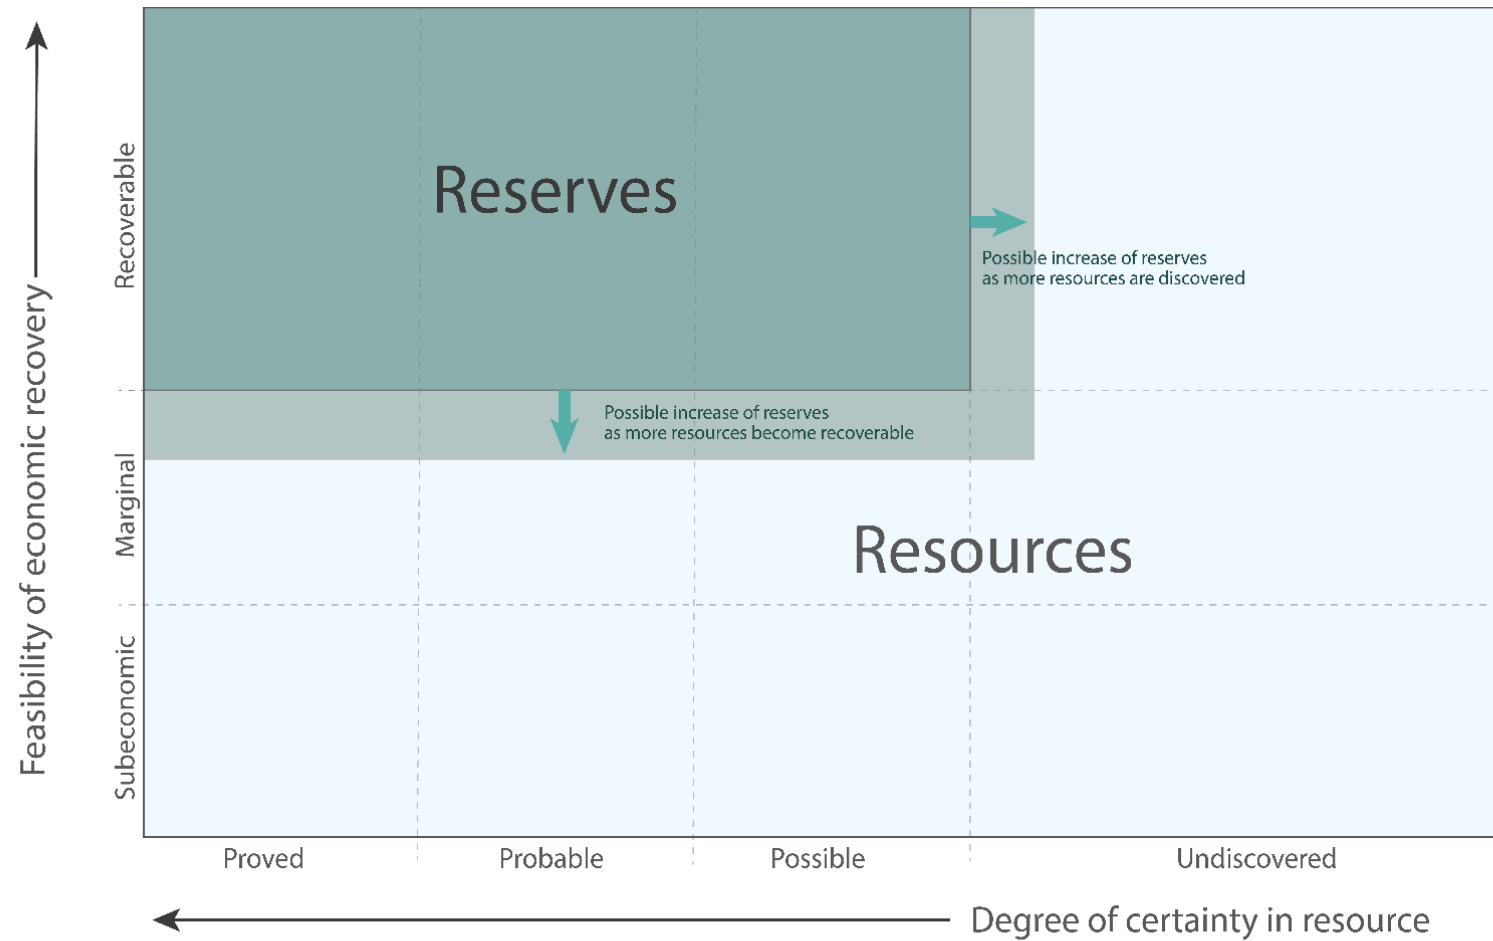 Feasibility of economic recovery
Recoverable
Marginal
Subeconomic
Reserves
Possible increase of reserves
as more resources are discovered
Possible increase of reserves
as more resources become recoverable
Resources
Proved
Probable
Possible
Undiscovered
Degree of certainty in resource